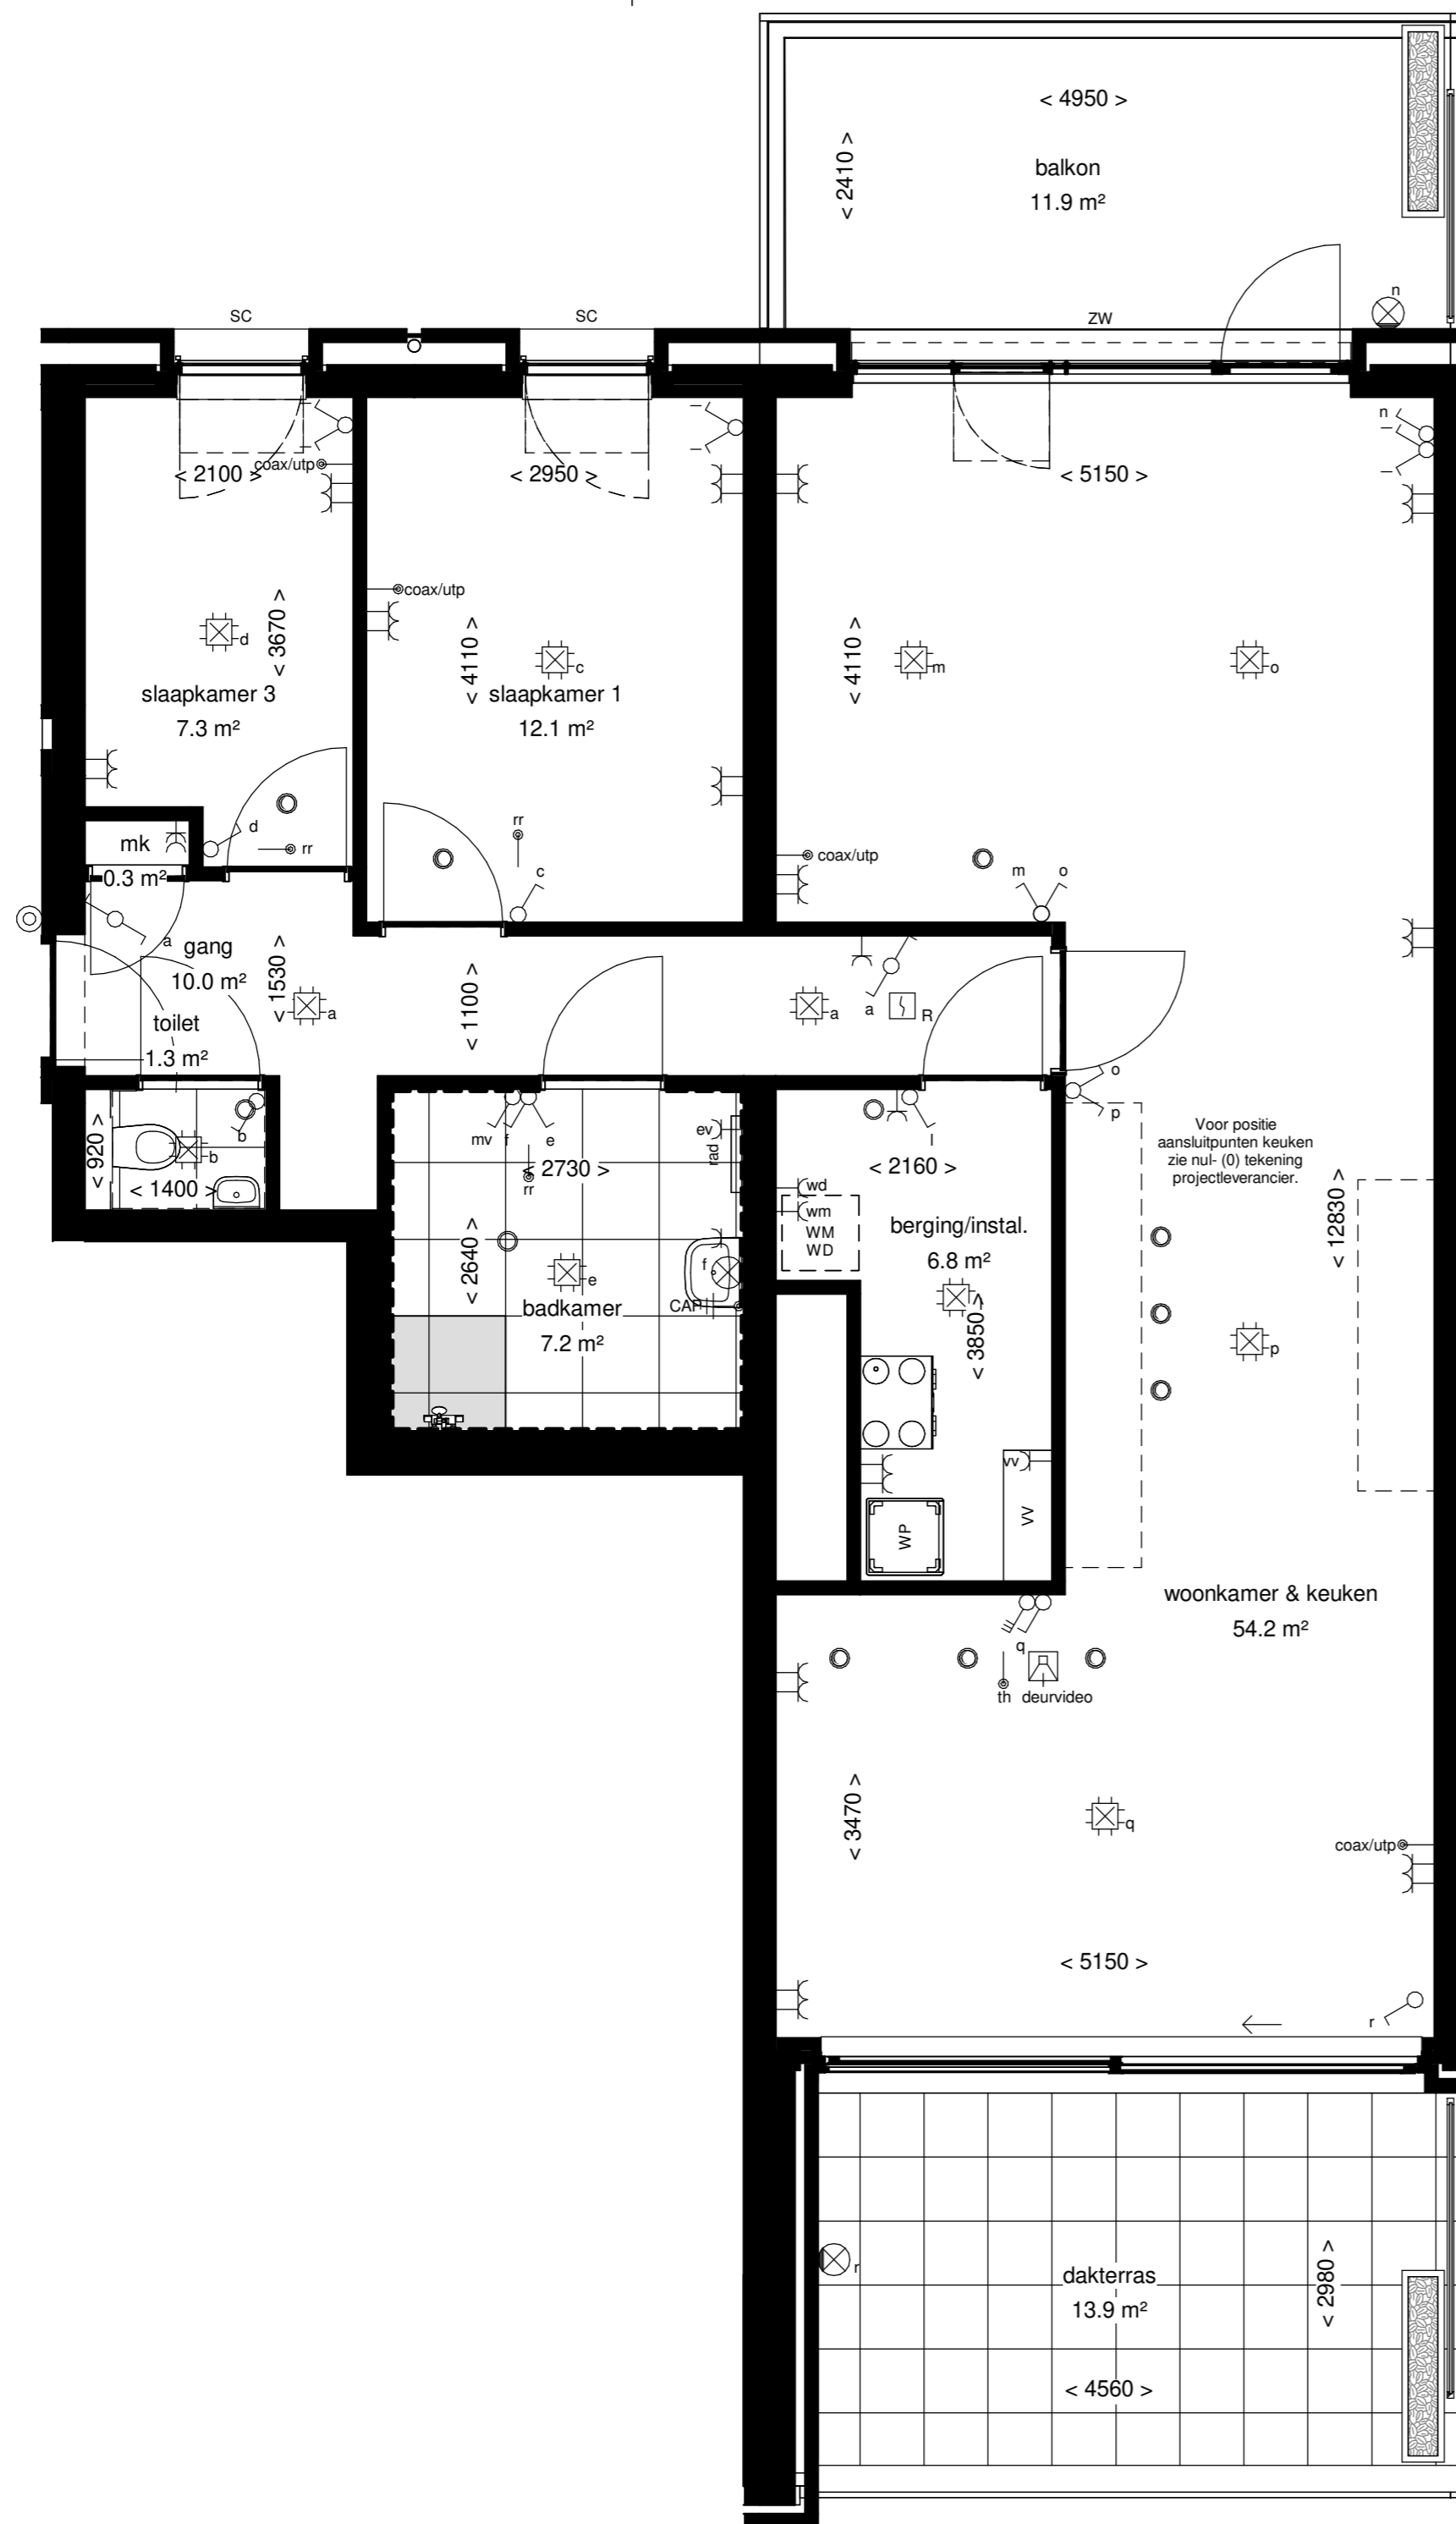 < 4950 >
< 2410 >
balkon
11.9 m²
n
SC
SC
ZW
n
coax/utp
< 2100 >
< 2950 >
< 5150 >
coax/utp
< 3670 >
d
< 4110 >
c
< 4110 >
m
o
slaapkamer 3
7.3 m²
slaapkamer 1
12.1 m²
mk
0.3 m²
d
rr
rr
c
coax/utp
m
o
a
gang
10.0 m²
< 1530 >
a
< 1100 >
a
a
R
toilet
1.3 m²
o
p
< 920 >
b
b
< 1400 >
mv
f
e
< 2730 >
rr
ev
rad
l
< 2160 >
wd
wm
WM
WD
Voor positie
aansluitpunten keuken
zie nul- (0) tekening
projectleverancier.
< 12830 >
berging/instal.
6.8 m²
< 2640 >
f
e
CAP
badkamer
7.2 m²
< 3850 >
p
vv
VV
WP
woonkamer & keuken
54.2 m²
q
th
deurvideo
< 3470 >
q
coax/utp
< 5150 >
r
r
dakterras
13.9 m²
< 2980 >
< 4560 >